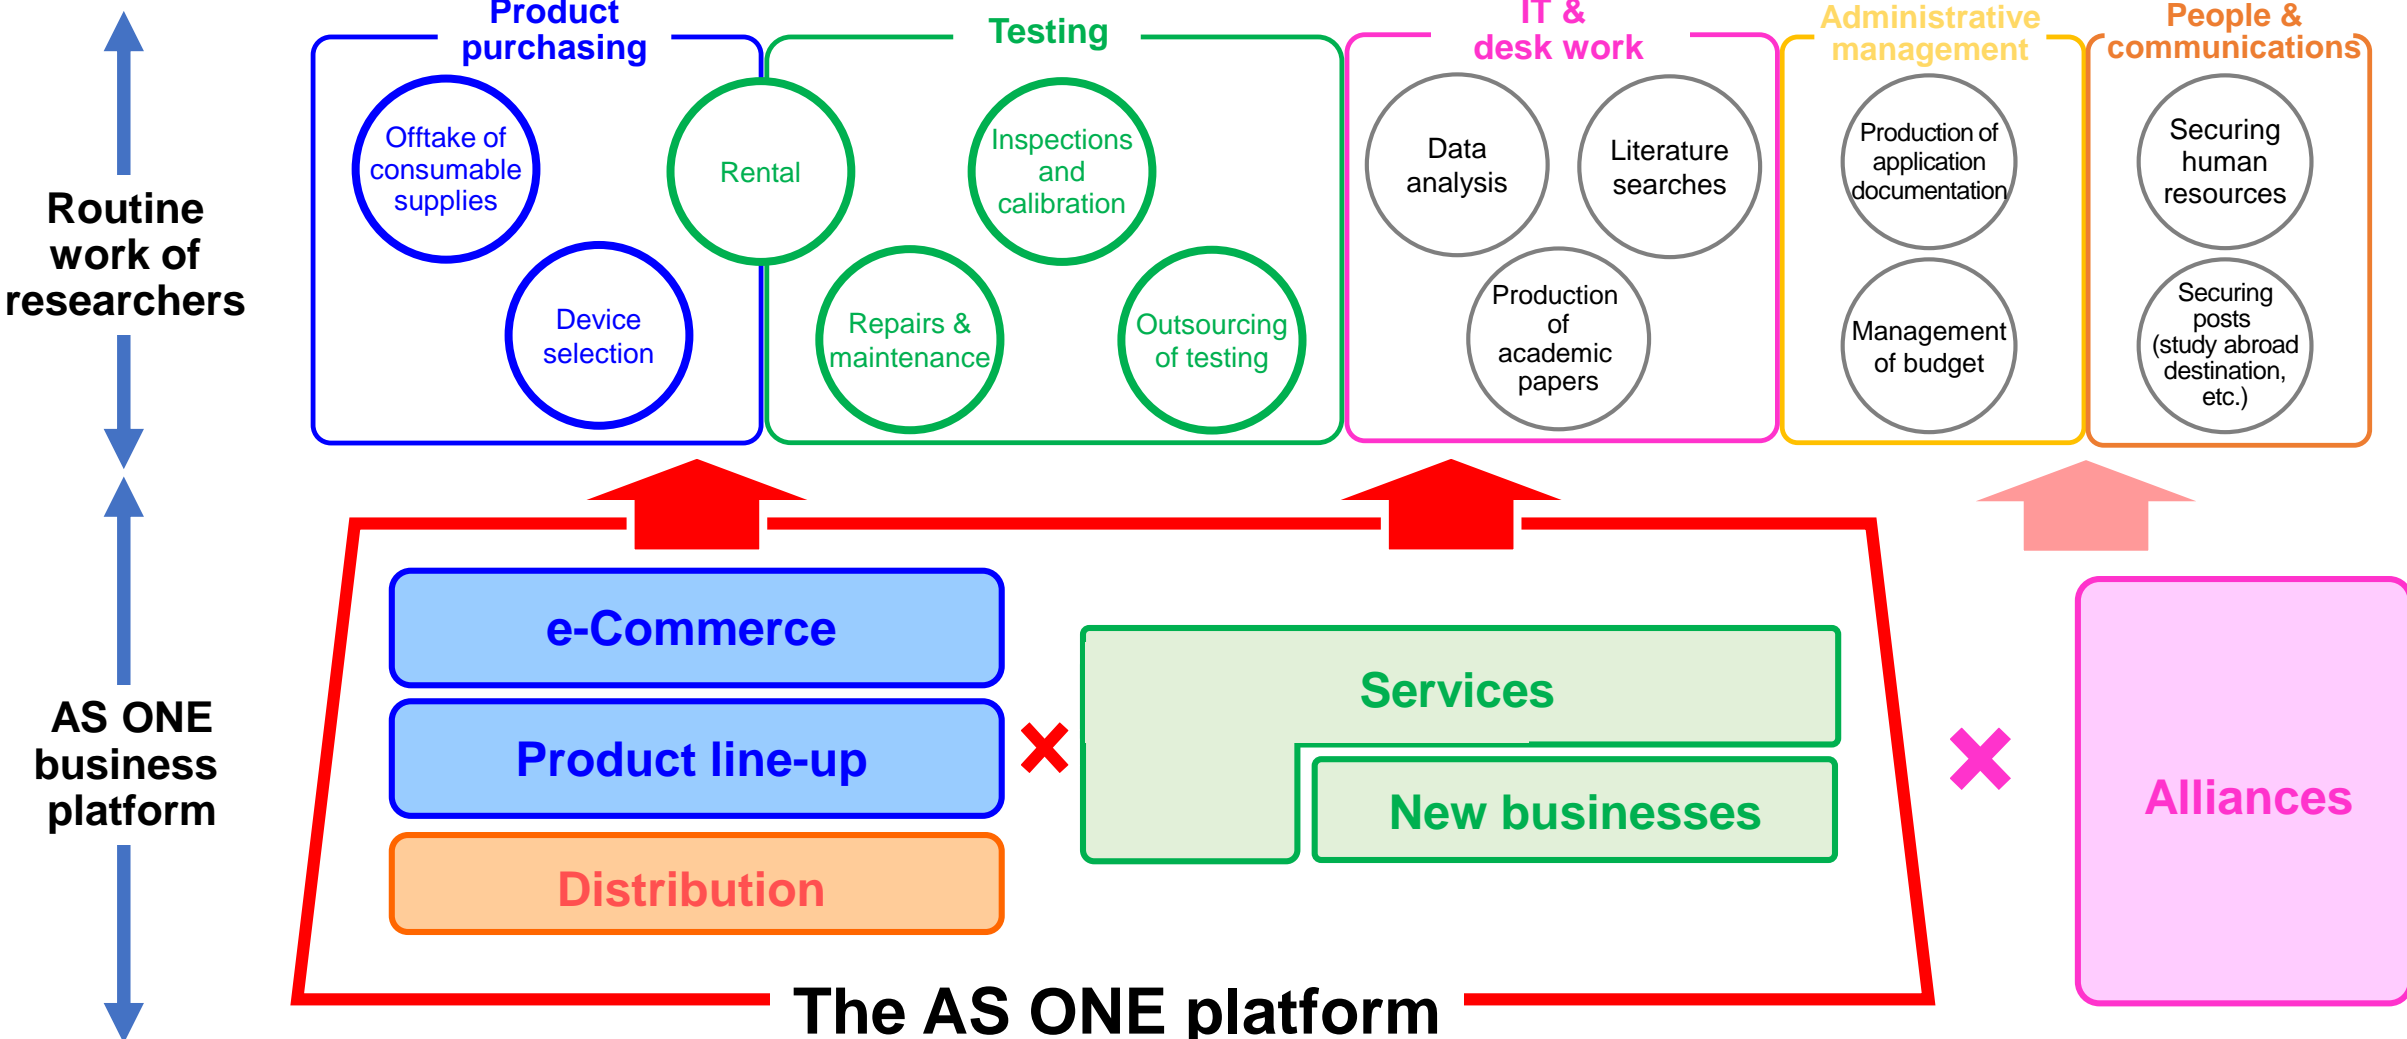 Product
purchasing
Testing
IT &
desk work
Administrative
management
People &
communications
Routine
work of
researchers
Offtake of
consumable
supplies
Device
selection
Rental
Inspections
and
calibration
Repairs &
maintenance
Outsourcing
of testing
Data
analysis
Literature
searches
Production
of
academic
papers
Production of
application
documentation
Management
of budget
Securing
human
resources
Securing
posts
(study abroad
destination,
etc.)
AS ONE
business
platform
e-Commerce
Product line-up
Distribution
Services
New businesses
Alliances
The AS ONE platform